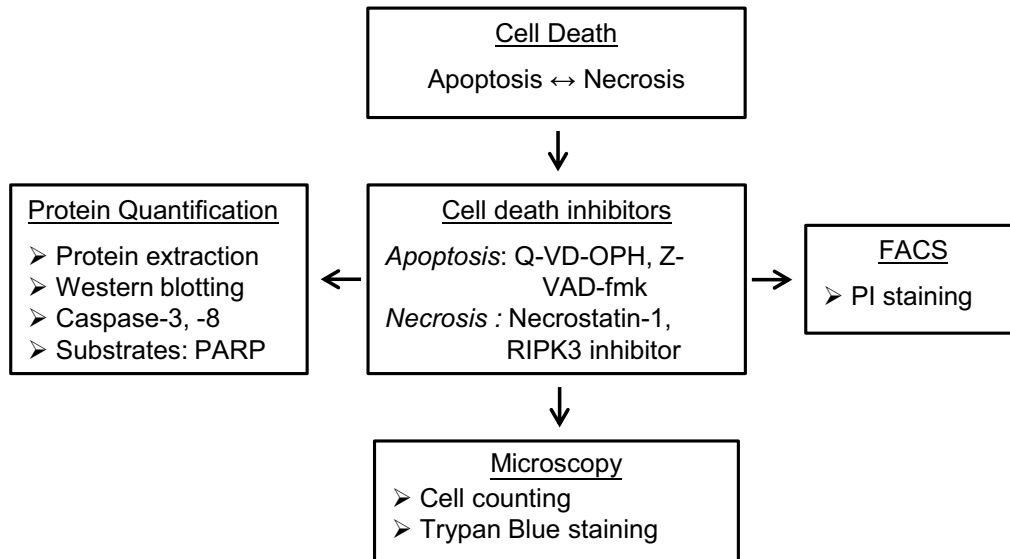 Cell Death
Apoptosis ↔ Necrosis
Protein Quantification
➢ Protein extraction
➢ Western blotting
➢ Caspase-3, -8
➢ Substrates: PARP
Cell death inhibitors
Apoptosis: Q-VD-OPH, Z-
VAD-fmk
Necrosis : Necrostatin-1,
RIPK3 inhibitor
FACS
➢ PI staining
Microscopy
➢ Cell counting
➢ Trypan Blue staining